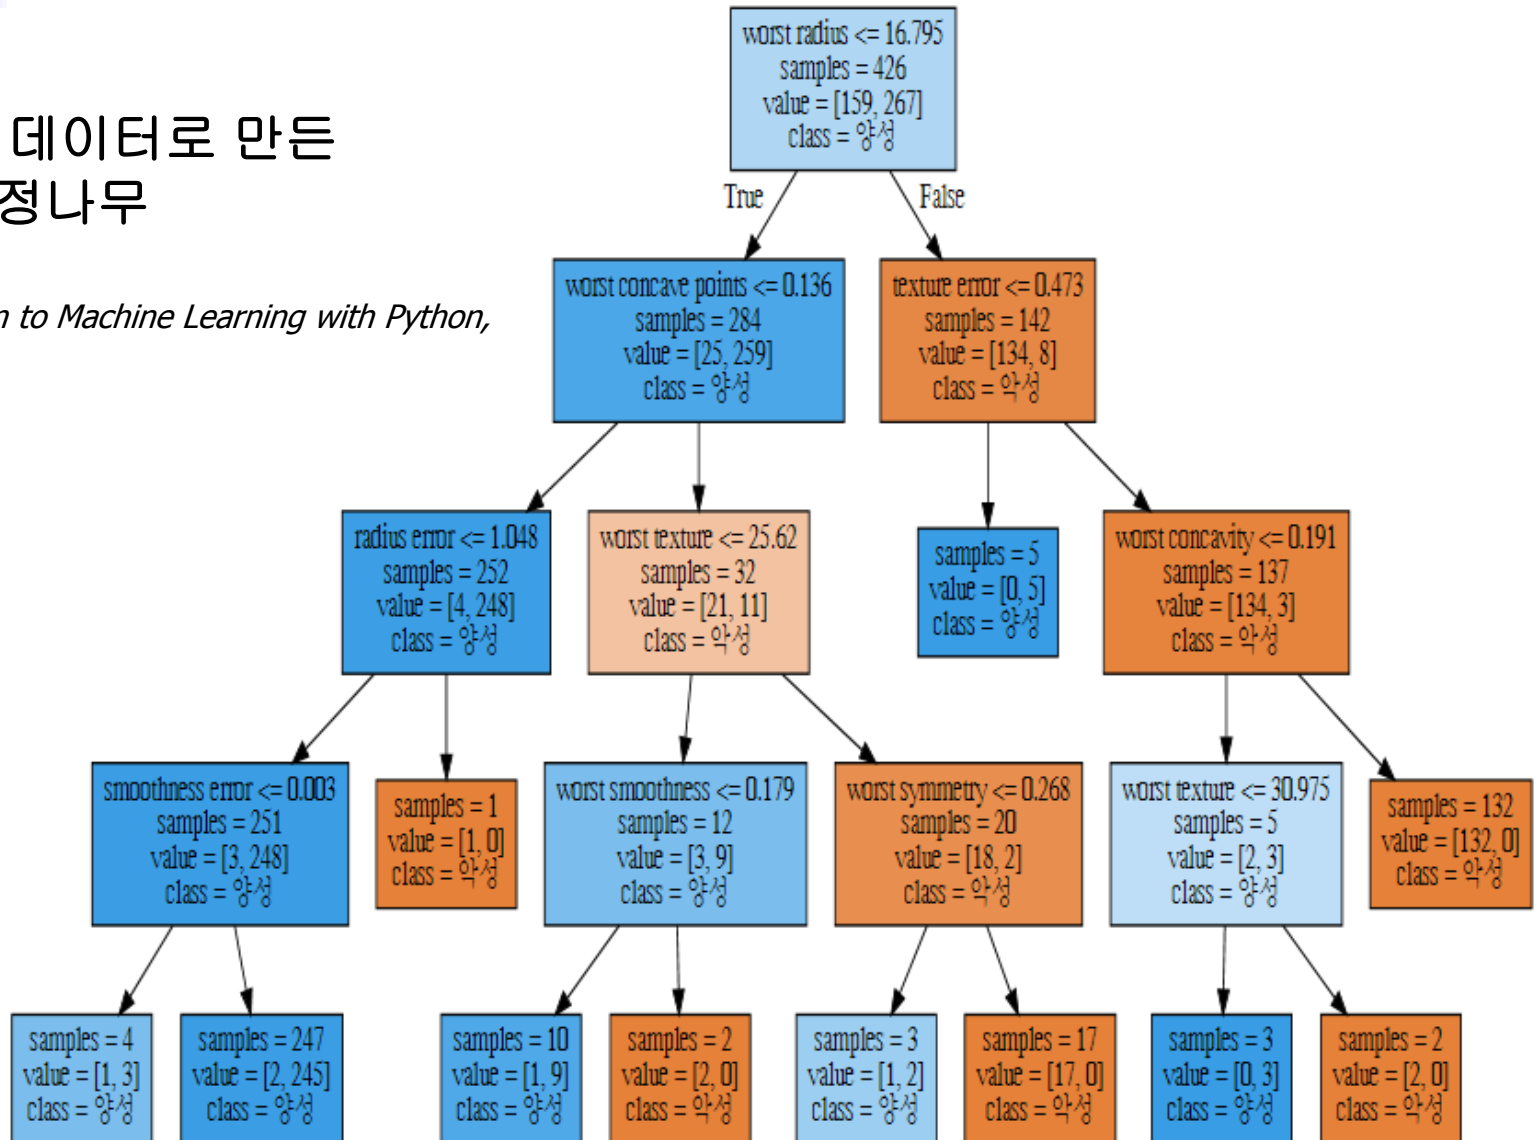 데이터로 만든
정나무
n to Machine Learning with Python,
worst radius <= 16.795
samples = 426
value = [159, 267]
class = 양성
True
False
worst concave points <= 0.136
samples = 284
value = [25, 259]
class = 양성
texture error <= 0.473
samples = 142
value = [134, 8]
class = 악성
radius error <= 1.048
samples = 252
value = [4, 248]
class = 양성
worst texture <= 25.62
samples = 32
value = [21, 11]
class = 악성
samples = 5
value = [0, 5]
class = 양성
worst concavity <= 0.191
samples = 137
value = [134, 3]
class = 악성
smoothness error <= 0.003
samples = 251
value = [3, 248]
class = 양성
samples = 1
value = [1, 0]
class = 악성
worst smoothness <= 0.179
samples = 12
value = [3, 9]
class = 양성
worst symmetry <= 0.268
samples = 20
value = [18, 2]
class = 악성
worst texture <= 30.975
samples = 5
value = [2, 3]
class = 양성
samples = 132
value = [132, 0]
class = 악성
samples = 4
value = [1, 3]
class = 양성
samples = 247
value = [2, 245]
class = 양성
samples = 10
value = [1, 9]
class = 양성
samples = 2
value = [2, 0]
class = 악성
samples = 3
value = [1, 2]
class = 양성
samples = 17
value = [17, 0]
class = 악성
samples = 3
value = [0, 3]
class = 양성
samples = 2
value = [2, 0]
class = 악성